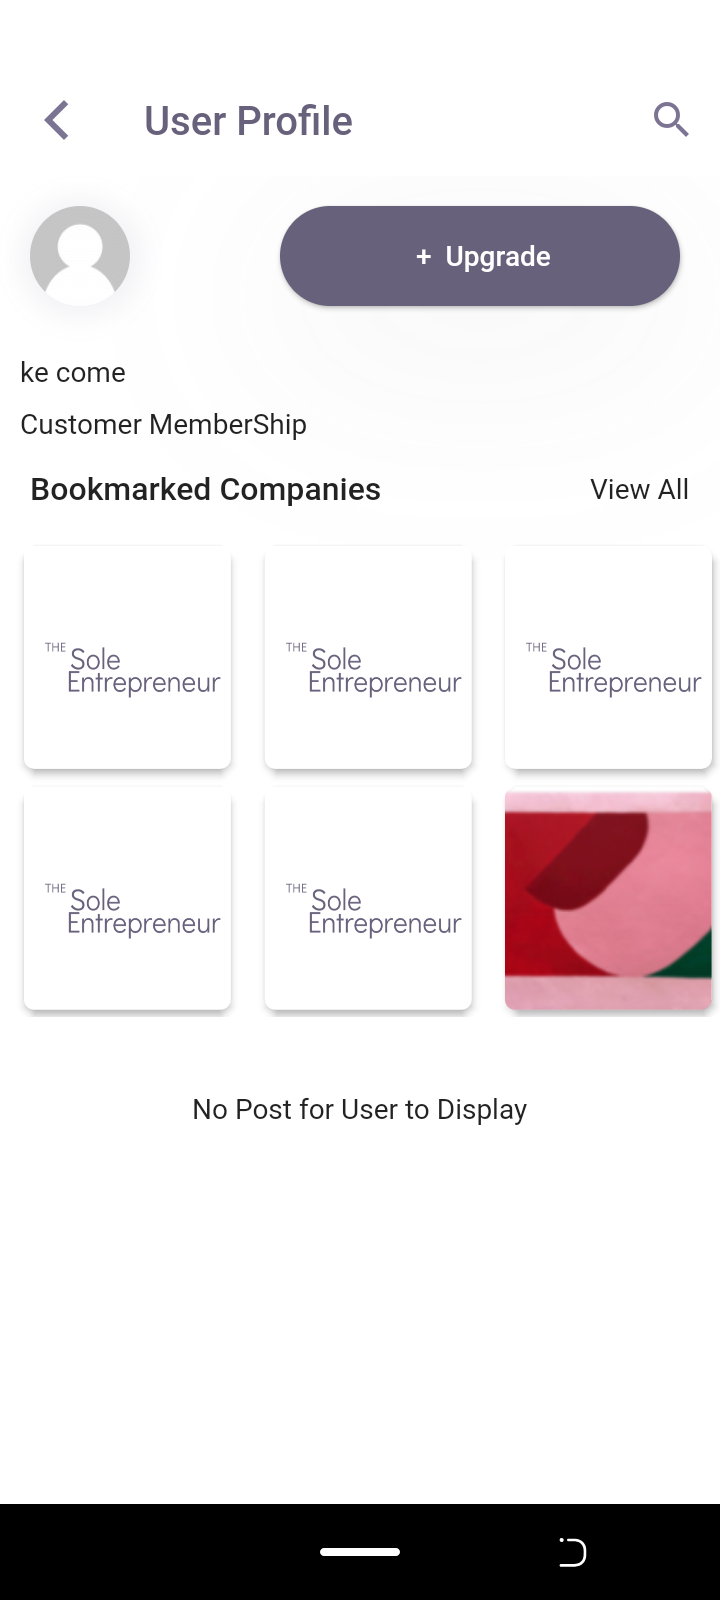 User Profile
+ Upgrade
ke come
Customer MemberShip
Bookmarked Companies
View All
THE
Sole
Entrepreneur
THE
Sole
Entrepreneur
THE
Sole
Entrepreneur
THE
Sole
Entrepreneur
THE
Sole
Entrepreneur
No Post for User to Display